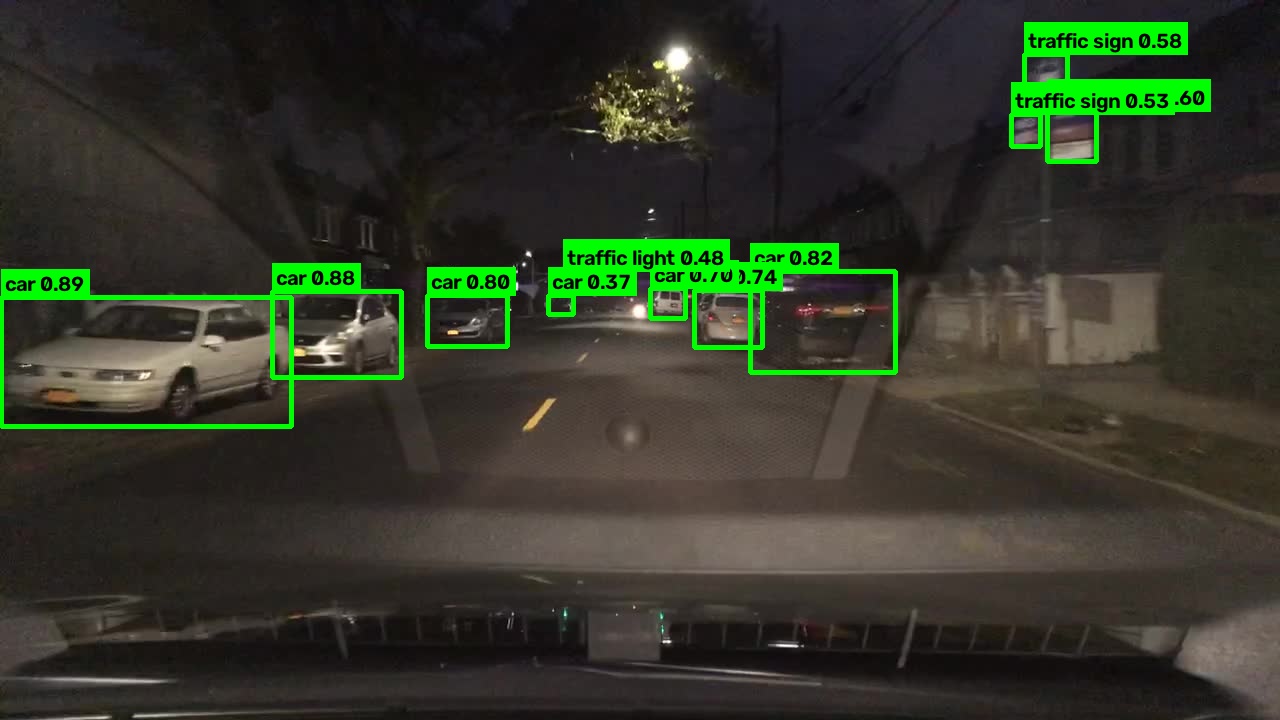 traffic sign 0.58
traffic sign 0.53 .60
traffic light 0.48
car 0.82
car 0.89
car 0.88
car 0.80
car 0.37
car 0.70 0.74